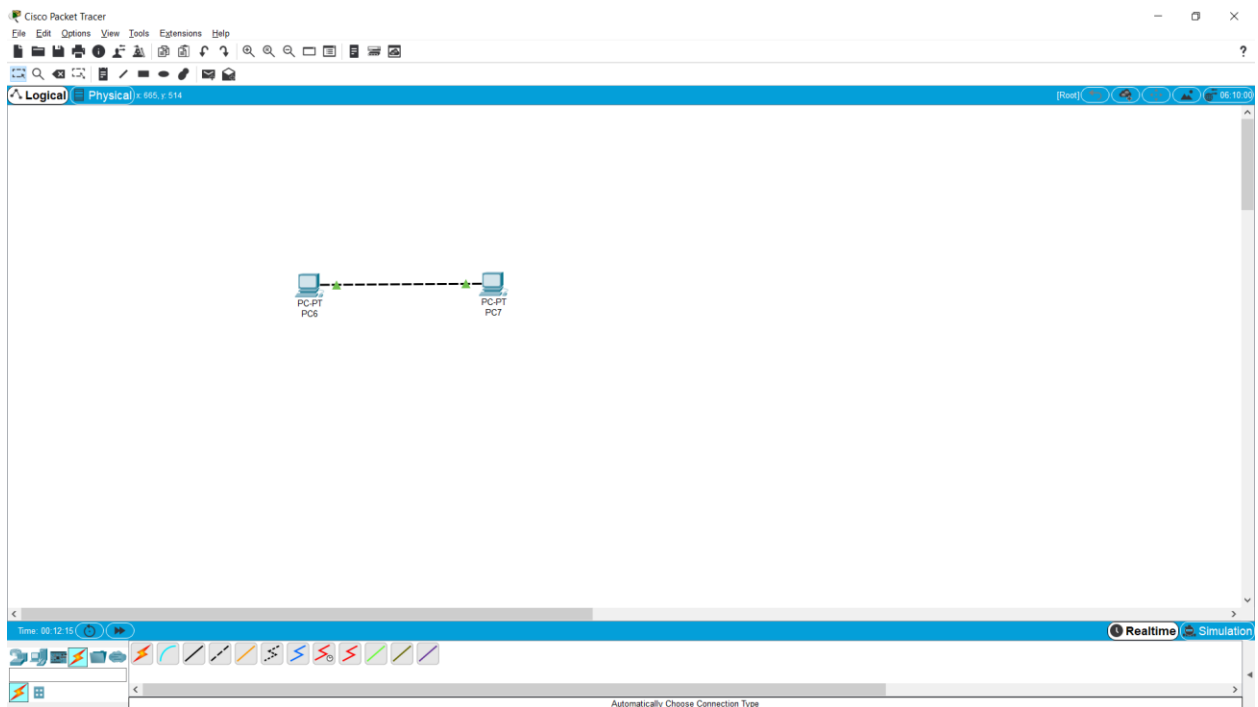 Cisco Packet Tracer
File Edit Options View Tools Extensions Help
?
Logical Physical x: 665, y: 514 [Root] 06:10:00
PC-PT
PC6
PC-PT
PC7
Time: 00:12:15 Realtime Simulation
Automatically Choose Connection Type